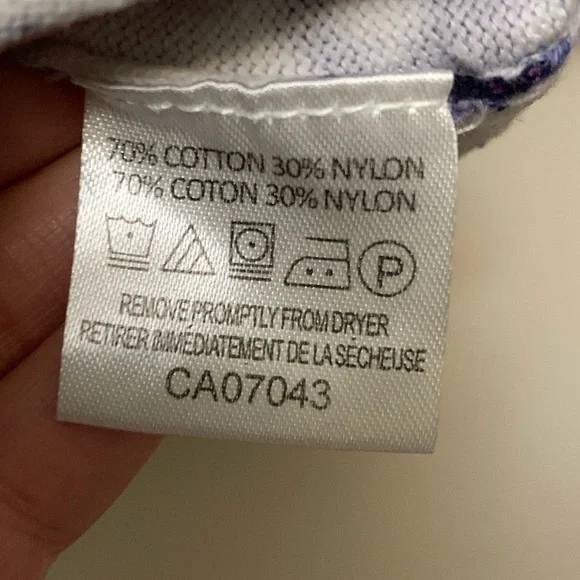 70% COTTON 30% NYLON
70% COTON 30% NYLON
P
REMOVE PROMPTLY FROM DRYER
RETIRER IMMÉDIATEMENT DE LA SÉCHEUSE
CA07043